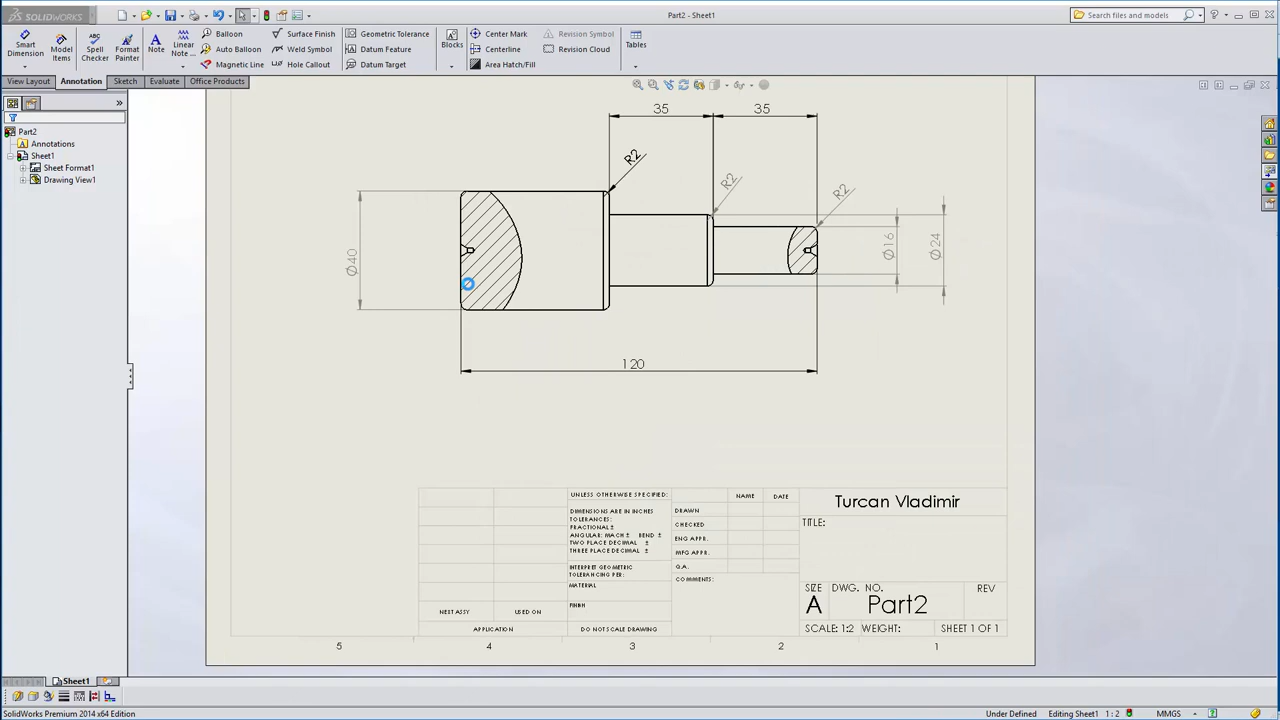 SOLIDWORKS
Part2 - Sheet1
Search files and models
Smart Dimension
Model Items
Spell Checker
Format Painter
Note
Linear Note ...
Balloon
Auto Balloon
Magnetic Line
Surface Finish
Weld Symbol
Hole Callout
Geometric Tolerance
Datum Feature
Datum Target
Blocks
Center Mark
Centerline
Area Hatch/Fill
Revision Symbol
Revision Cloud
Tables
View Layout
Annotation
Sketch
Evaluate
Office Products
Part2
Annotations
Sheet1
Sheet Format1
Drawing View1
35
35
R2
R2
R2
Ø40
Ø16
Ø24
120
UNLESS OTHERWISE SPECIFIED:
DIMENSIONS ARE IN INCHES
TOLERANCES:
FRACTIONAL ±
ANGULAR: MACH ± BEND ±
TWO PLACE DECIMAL ±
THREE PLACE DECIMAL ±
INTERPRET GEOMETRIC
TOLERANCING PER:
MATERIAL
FINISH
NEXT ASSY
USED ON
APPLICATION
DO NOT SCALE DRAWING
NAME
DATE
DRAWN
CHECKED
ENG APPR.
MFG APPR.
Q.A.
COMMENTS:
Turcan Vladimir
TITLE:
SIZE
DWG. NO.
REV
A
Part2
SCALE: 1:2
WEIGHT:
SHEET 1 OF 1
5
4
3
2
1
Sheet1
SolidWorks Premium 2014 x64 Edition
Under Defined
Editing Sheet1
1 : 2
MMGS